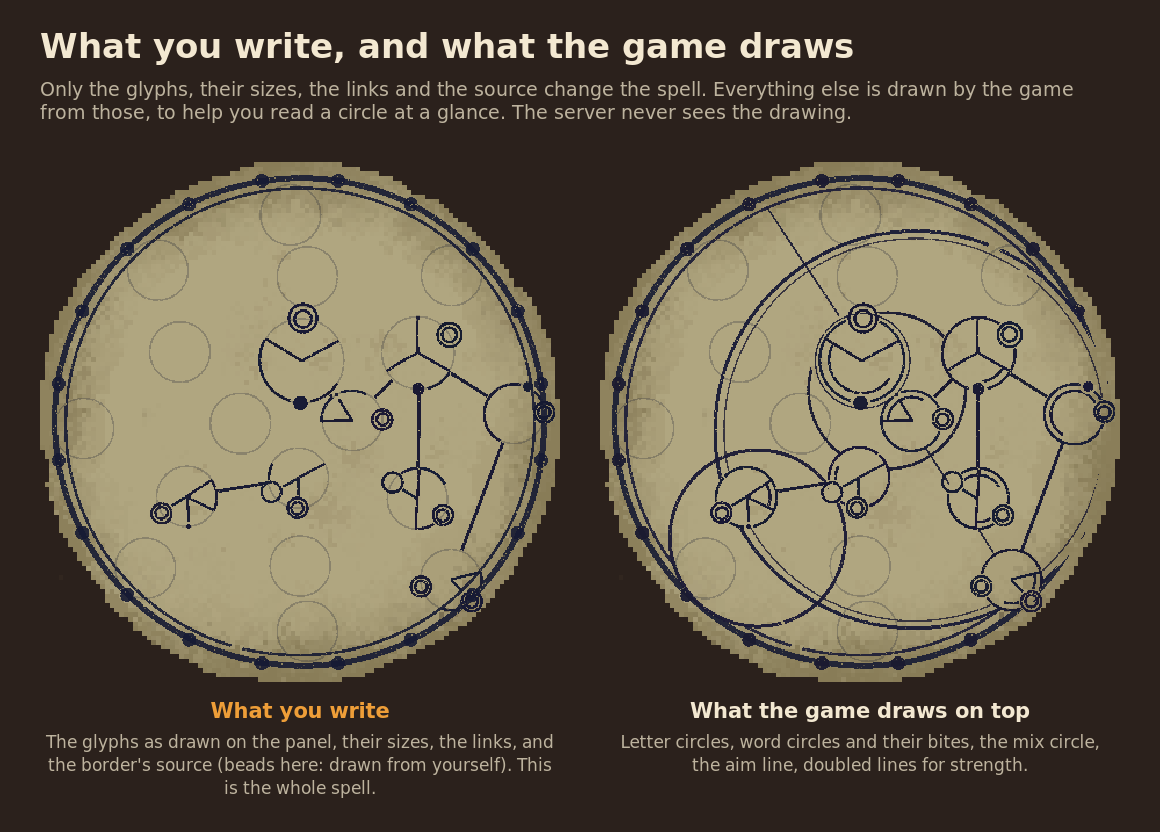 What you write, and what the game draws
Only the glyphs, their sizes, the links and the source change the spell. Everything else is drawn by the game
from those, to help you read a circle at a glance. The server never sees the drawing.
What you write
The glyphs as drawn on the panel, their sizes, the links, and
the border's source (beads here: drawn from yourself). This
is the whole spell.
What the game draws on top
Letter circles, word circles and their bites, the mix circle,
the aim line, doubled lines for strength.